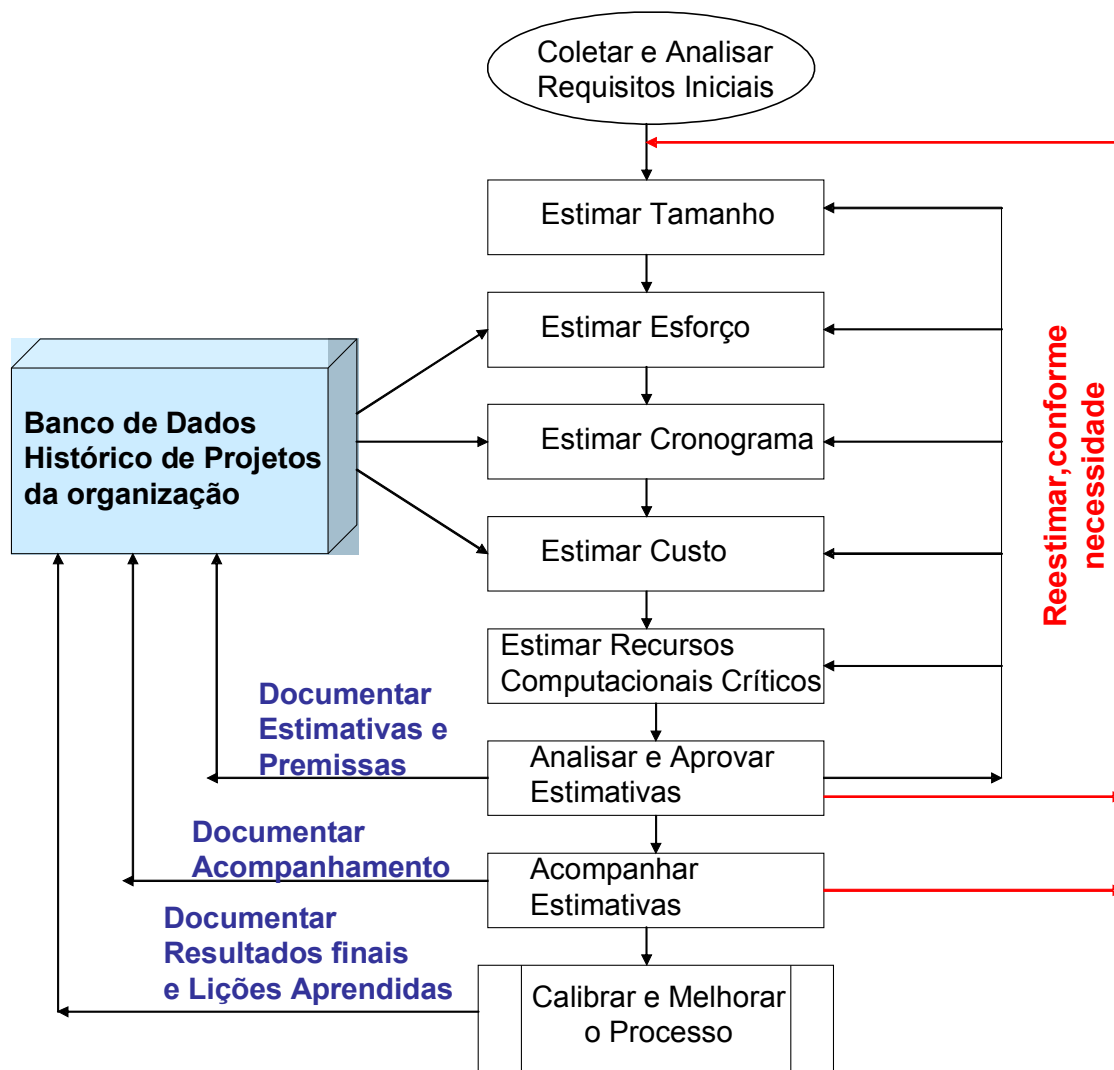 Coletar e Analisar
Requisitos Iniciais
Estimar Tamanho
Estimar Esforço
Banco de Dados
Histórico de Projetos
da organização
Estimar Cronograma
Estimar Custo
Reestimar,conforme
necessidade
Estimar Recursos
Computacionais Críticos
Documentar
Estimativas e
Premissas
Analisar e Aprovar
Estimativas
Documentar
Acompanhamento
Acompanhar
Estimativas
Documentar
Resultados finais
e Lições Aprendidas
Calibrar e Melhorar
o Processo